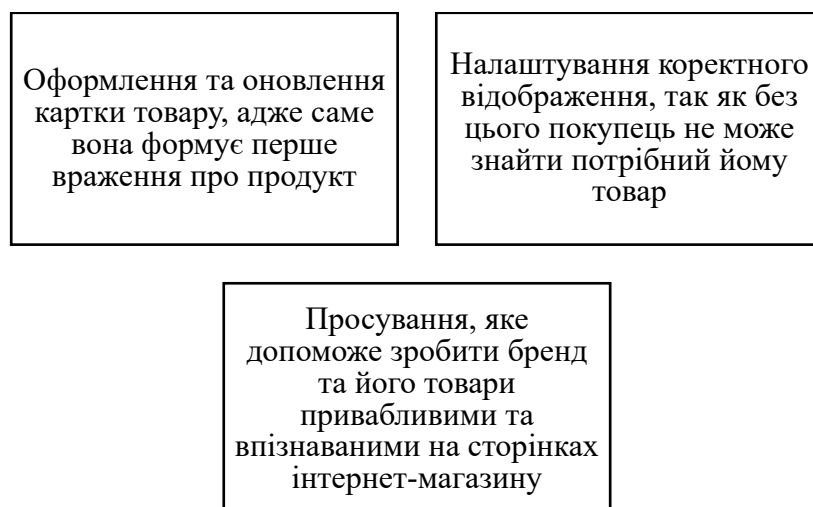 Оформлення та оновлення
картки товару, адже саме
вона формує перше
враження про продукт
Налаштування коректного
відображення, так як без
цього покупець не може
знайти потрібний йому
товар
Просування, яке
допоможе зробити бренд
та його товари
привабливими та
впізнаваними на сторінках
інтернет-магазину